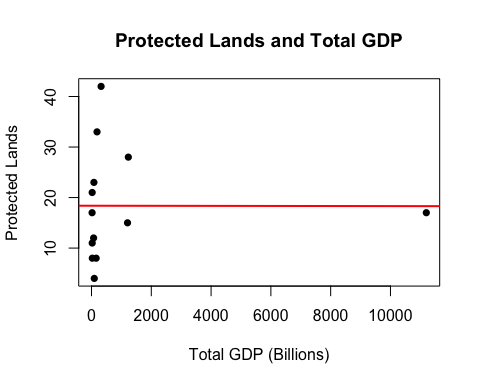 Protected Lands and Total GDP
Protected Lands
40
30
20
10
0 2000 4000 6000 8000 10000
Total GDP (Billions)